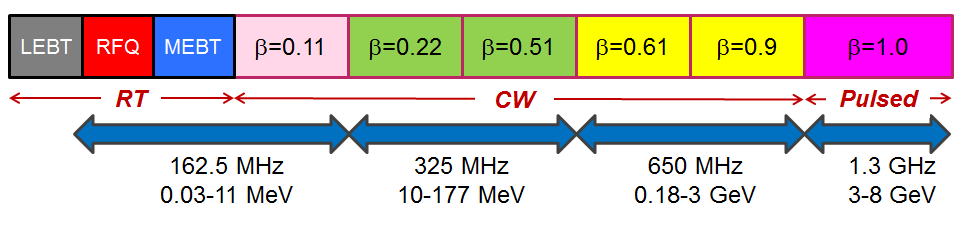 LEBT RFQ MEBT β=0.11 β=0.22 β=0.51 β=0.61 β=0.9 β=1.0
RT CW Pulsed
162.5 MHz 325 MHz 650 MHz 1.3 GHz
0.03-11 MeV 10-177 MeV 0.18-3 GeV 3-8 GeV